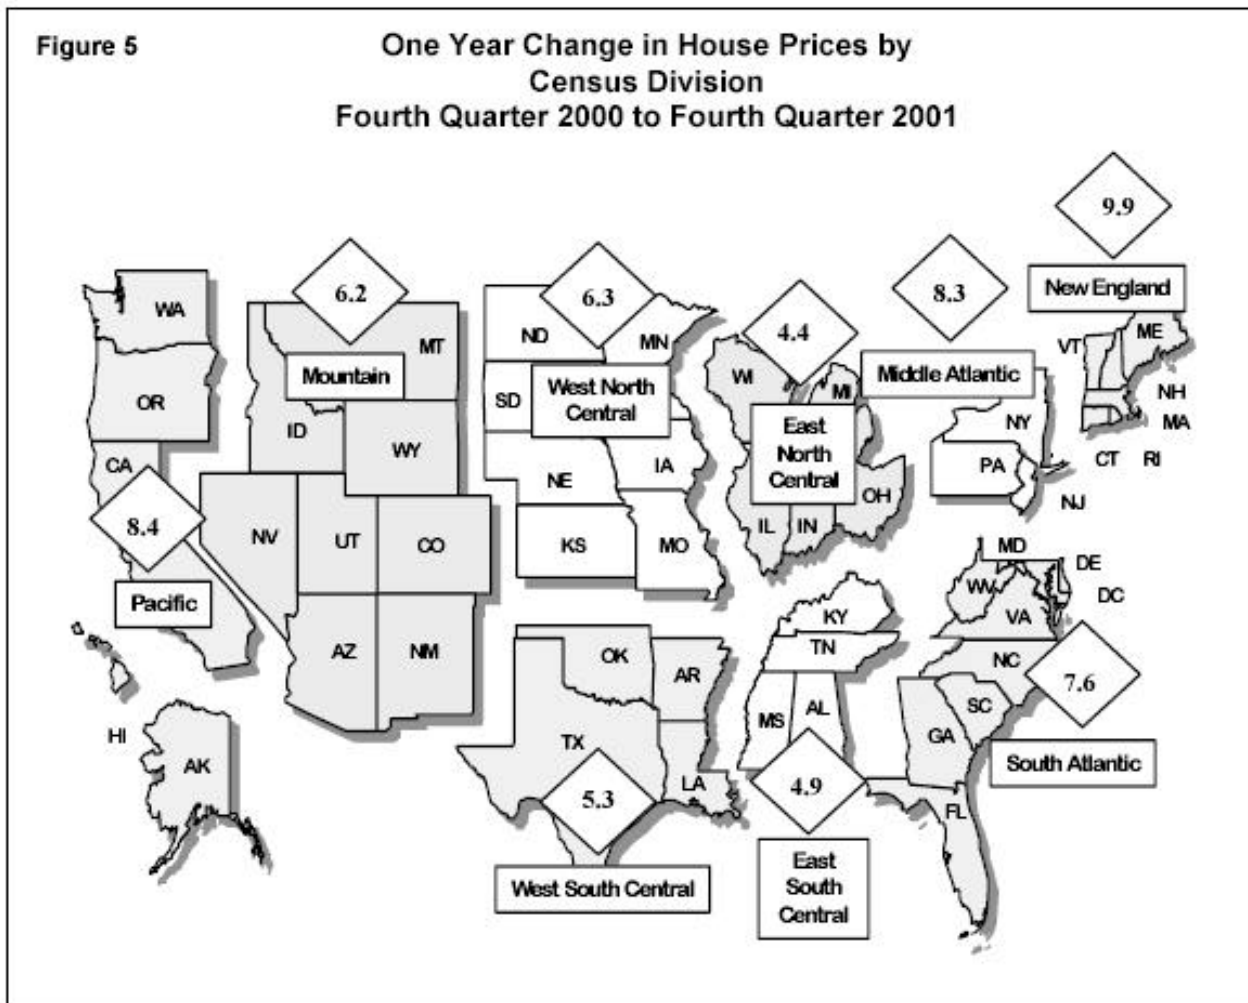 Figure 5
One Year Change in House Prices by
Census Division
Fourth Quarter 2000 to Fourth Quarter 2001
9.9
New England
8.3
Middle Atlantic
6.2
Mountain
6.3
West North
Central
4.4
East
North
Central
8.4
Pacific
7.6
South Atlantic
5.3
West South Central
4.9
East
South
Central
WA
OR
CA
HI
AK
MT
ID
WY
NV
UT
CO
AZ
NM
ND
MN
SD
NE
IA
KS
MO
WI
MI
IL
IN
OH
NY
PA
NJ
VT
ME
NH
MA
CT
RI
OK
AR
TX
LA
KY
TN
MS
AL
MD
DE
WV
DC
VA
NC
SC
GA
FL